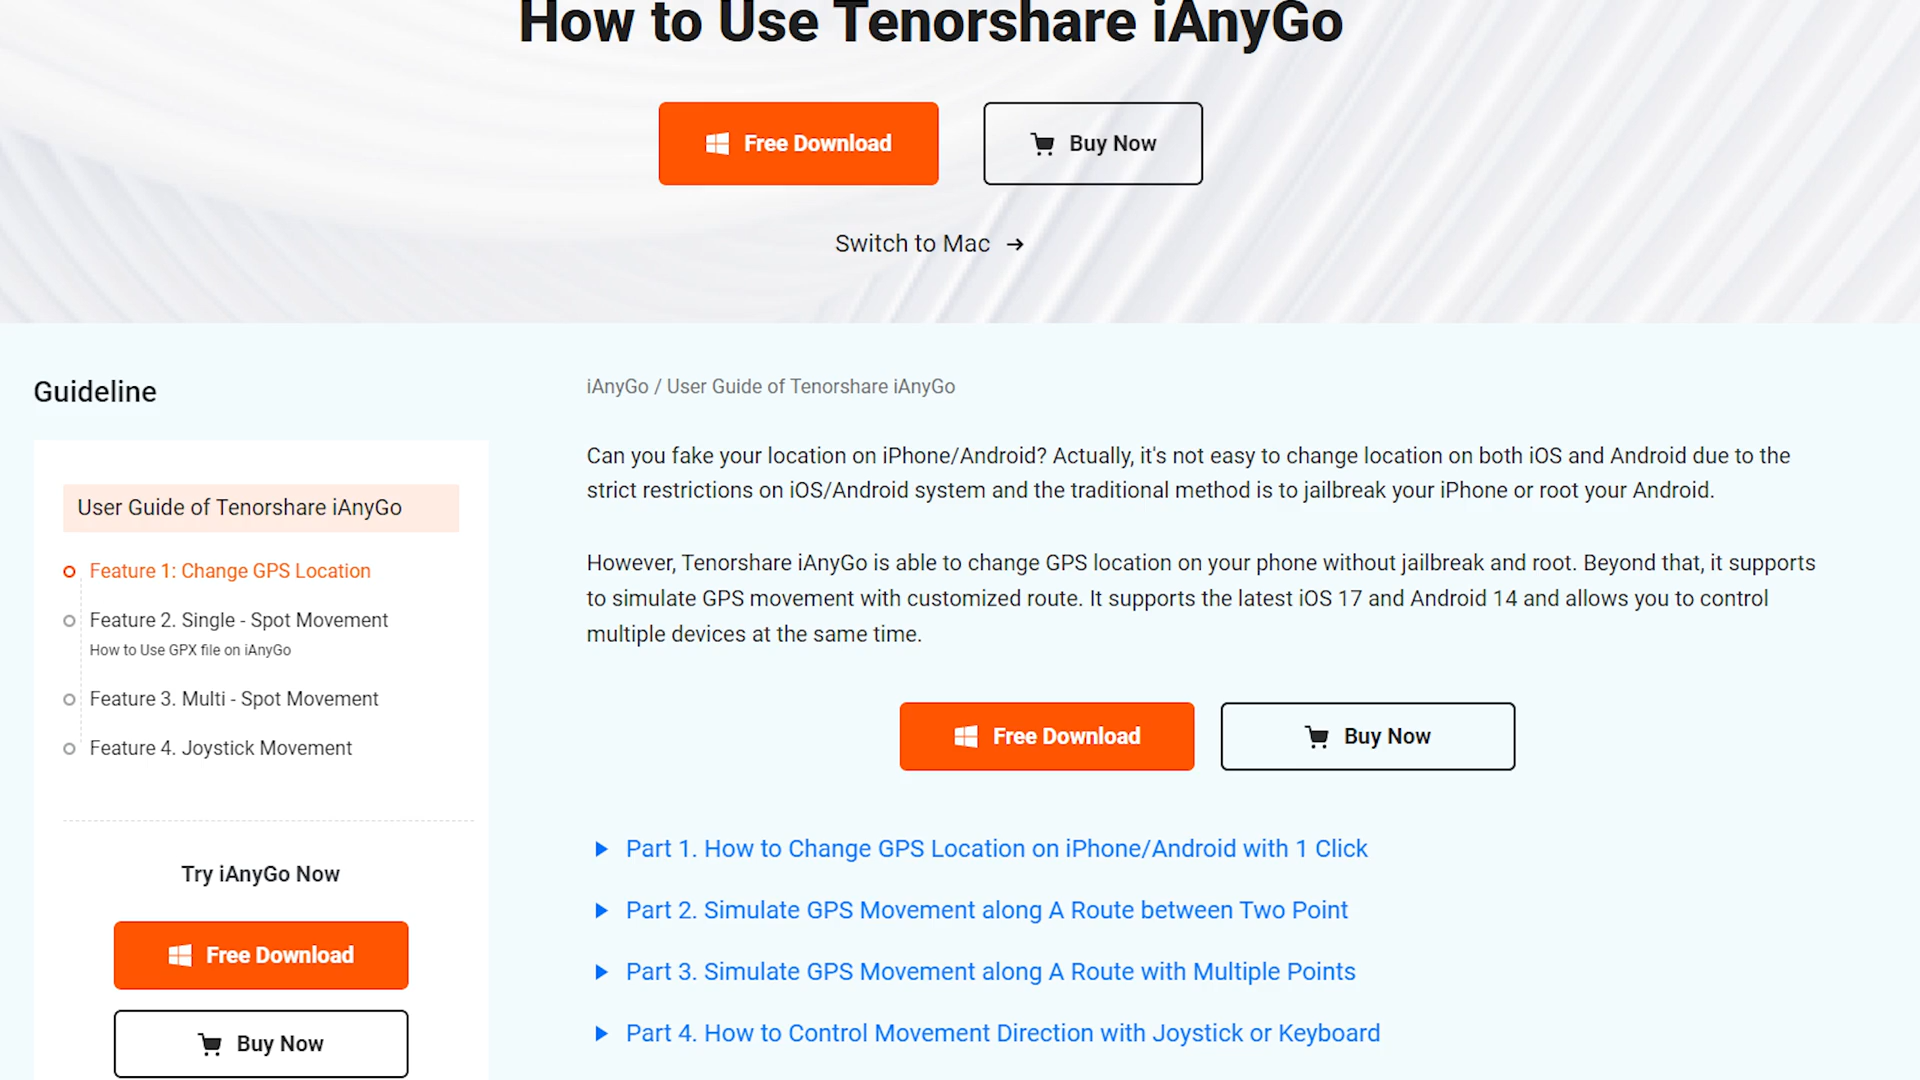 How to Use Tenorshare iAnyGo
Free Download
Buy Now
Switch to Mac →
Guideline
User Guide of Tenorshare iAnyGo
Feature 1: Change GPS Location
Feature 2. Single - Spot Movement
How to Use GPX file on iAnyGo
Feature 3. Multi - Spot Movement
Feature 4. Joystick Movement
Try iAnyGo Now
Free Download
Buy Now
iAnyGo / User Guide of Tenorshare iAnyGo
Can you fake your location on iPhone/Android? Actually, it's not easy to change location on both iOS and Android due to the
strict restrictions on iOS/Android system and the traditional method is to jailbreak your iPhone or root your Android.
However, Tenorshare iAnyGo is able to change GPS location on your phone without jailbreak and root. Beyond that, it supports
to simulate GPS movement with customized route. It supports the latest iOS 17 and Android 14 and allows you to control
multiple devices at the same time.
Free Download
Buy Now
Part 1. How to Change GPS Location on iPhone/Android with 1 Click
Part 2. Simulate GPS Movement along A Route between Two Point
Part 3. Simulate GPS Movement along A Route with Multiple Points
Part 4. How to Control Movement Direction with Joystick or Keyboard